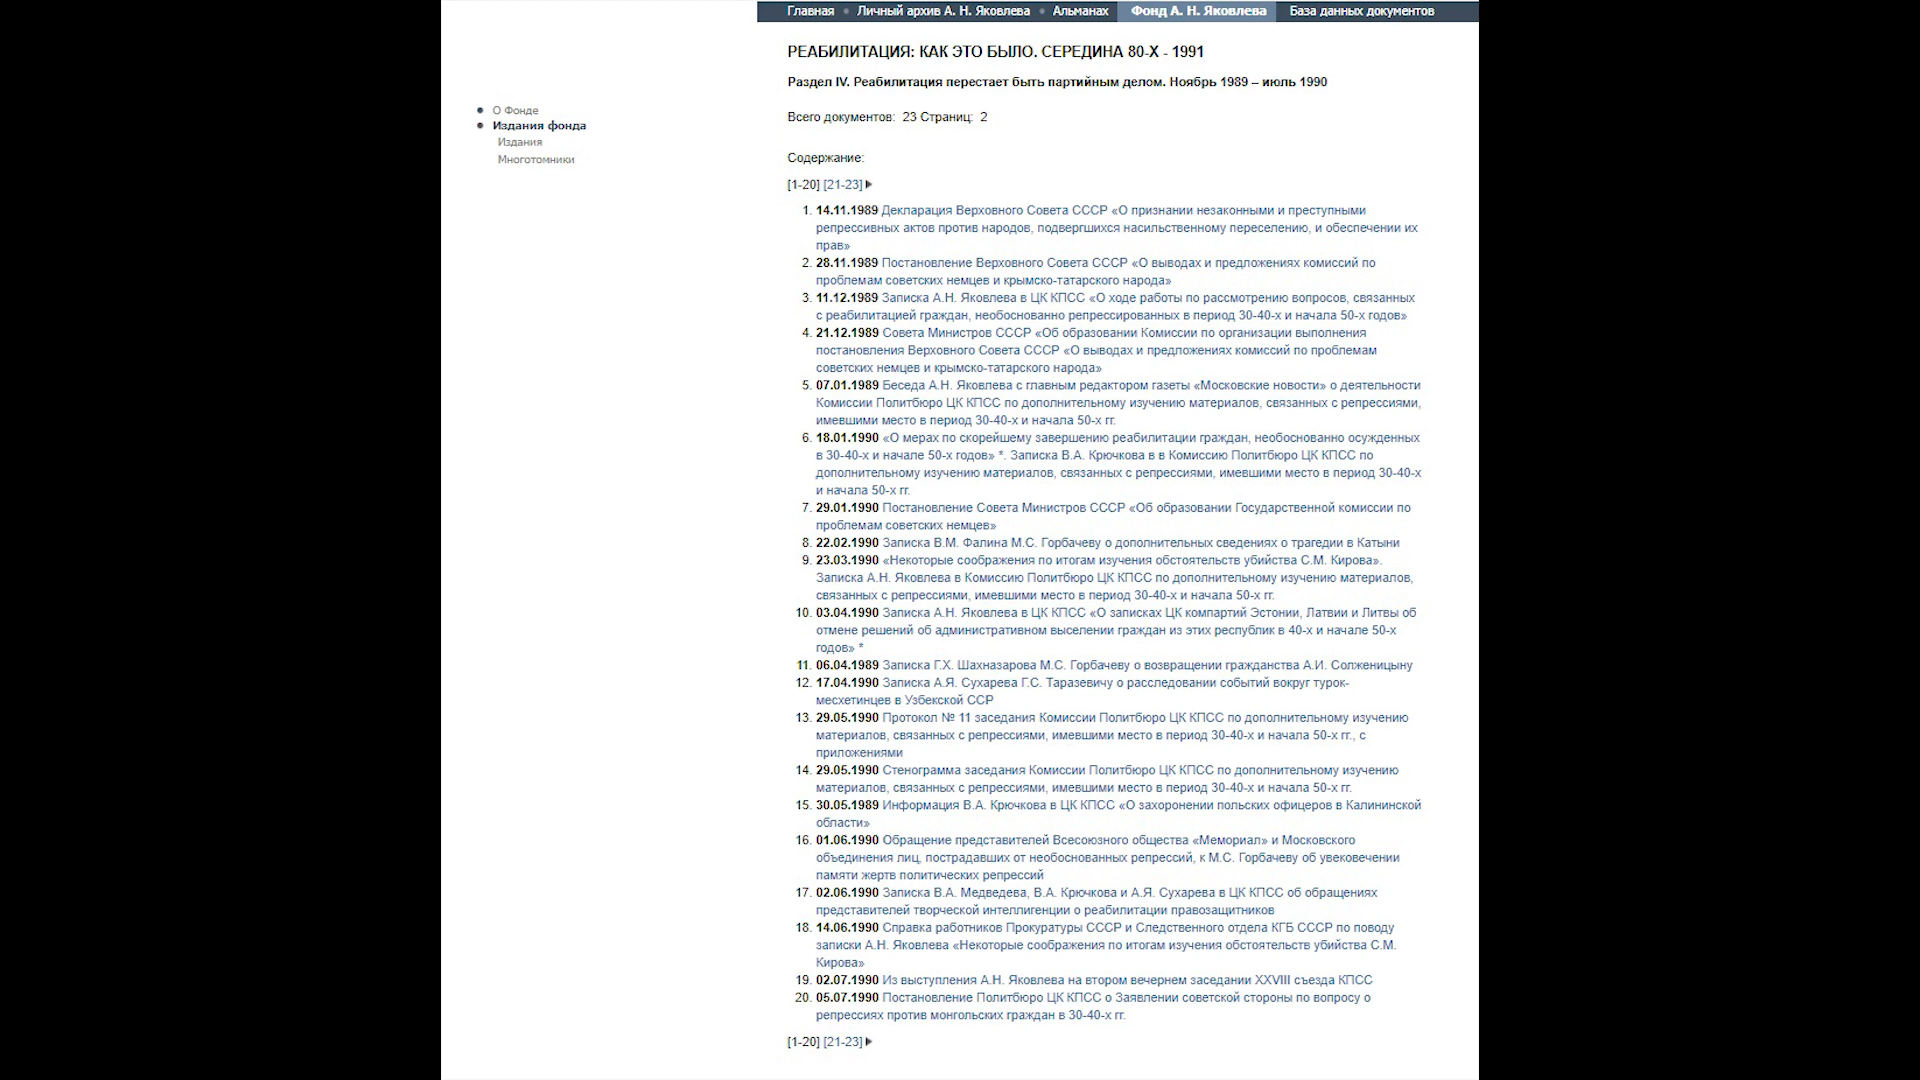 Главная • Личный архив А. Н. Яковлева • Альманах Фонд А. Н. Яковлева База данных документов
РЕАБИЛИТАЦИЯ: КАК ЭТО БЫЛО. СЕРЕДИНА 80-Х - 1991
Раздел IV. Реабилитация перестает быть партийным делом. Ноябрь 1989 – июль 1990
О Фонде
Издания фонда
Издания
Многотомники
Всего документов: 23 Страниц: 2
Содержание:
[1-20] [21-23]
1. 14.11.1989 Декларация Верховного Совета СССР «О признании незаконными и преступными
репрессивных актов против народов, подвергшихся насильственному переселению, и обеспечении их
прав»
2. 28.11.1989 Постановление Верховного Совета СССР «О выводах и предложениях комиссий по
проблемам советских немцев и крымско-татарского народа»
3. 11.12.1989 Записка А.Н. Яковлева в ЦК КПСС «О ходе работы по рассмотрению вопросов, связанных
с реабилитацией граждан, необоснованно репрессированных в период 30-40-х и начала 50-х годов»
4. 21.12.1989 Совета Министров СССР «Об образовании Комиссии по организации выполнения
постановления Верховного Совета СССР «О выводах и предложениях комиссий по проблемам
советских немцев и крымско-татарского народа»
5. 07.01.1989 Беседа А.Н. Яковлева с главным редактором газеты «Московские новости» о деятельности
Комиссии Политбюро ЦК КПСС по дополнительному изучению материалов, связанных с репрессиями,
имевшими место в период 30-40-х и начала 50-х гг.
6. 18.01.1990 «О мерах по скорейшему завершению реабилитации граждан, необоснованно осужденных
в 30-40-х и начале 50-х годов» *. Записка В.А. Крючкова в в Комиссию Политбюро ЦК КПСС по
дополнительному изучению материалов, связанных с репрессиями, имевшими место в период 30-40-х
и начала 50-х гг.
7. 29.01.1990 Постановление Совета Министров СССР «Об образовании Государственной комиссии по
проблемам советских немцев»
8. 22.02.1990 Записка В.М. Фалина М.С. Горбачеву о дополнительных сведениях о трагедии в Катыни
9. 23.03.1990 «Некоторые соображения по итогам изучения обстоятельств убийства С.М. Кирова».
Записка А.Н. Яковлева в Комиссию Политбюро ЦК КПСС по дополнительному изучению материалов,
связанных с репрессиями, имевшими место в период 30-40-х и начала 50-х гг.
10. 03.04.1990 Записка А.Н. Яковлева в ЦК КПСС «О записках ЦК компартий Эстонии, Латвии и Литвы об
отмене решений об административном выселении граждан из этих республик в 40-х и начале 50-х
годов» *
11. 06.04.1989 Записка Г.Х. Шахназарова М.С. Горбачеву о возвращении гражданства А.И. Солженицыну
12. 17.04.1990 Записка А.Я. Сухарева Г.С. Таразевичу о расследовании событий вокруг турок-
месхетинцев в Узбекской ССР
13. 29.05.1990 Протокол № 11 заседания Комиссии Политбюро ЦК КПСС по дополнительному изучению
материалов, связанных с репрессиями, имевшими место в период 30-40-х и начала 50-х гг., с
приложениями
14. 29.05.1990 Стенограмма заседания Комиссии Политбюро ЦК КПСС по дополнительному изучению
материалов, связанных с репрессиями, имевшими место в период 30-40-х и начала 50-х гг.
15. 30.05.1989 Информация В.А. Крючкова в ЦК КПСС «О захоронении польских офицеров в Калининской
области»
16. 01.06.1990 Обращение представителей Всесоюзного общества «Мемориал» и Московского
объединения лиц, пострадавших от необоснованных репрессий, к М.С. Горбачеву об увековечении
памяти жертв политических репрессий
17. 02.06.1990 Записка В.А. Медведева, В.А. Крючкова и А.Я. Сухарева в ЦК КПСС об обращениях
представителей творческой интеллигенции о реабилитации правозащитников
18. 14.06.1990 Справка работников Прокуратуры СССР и Следственного отдела КГБ СССР по поводу
записки А.Н. Яковлева «Некоторые соображения по итогам изучения обстоятельств убийства С.М.
Кирова»
19. 02.07.1990 Из выступления А.Н. Яковлева на втором вечернем заседании XXVIII съезда КПСС
20. 05.07.1990 Постановление Политбюро ЦК КПСС о Заявлении советской стороны по вопросу о
репрессиях против монгольских граждан в 30-40-х гг.
[1-20] [21-23]